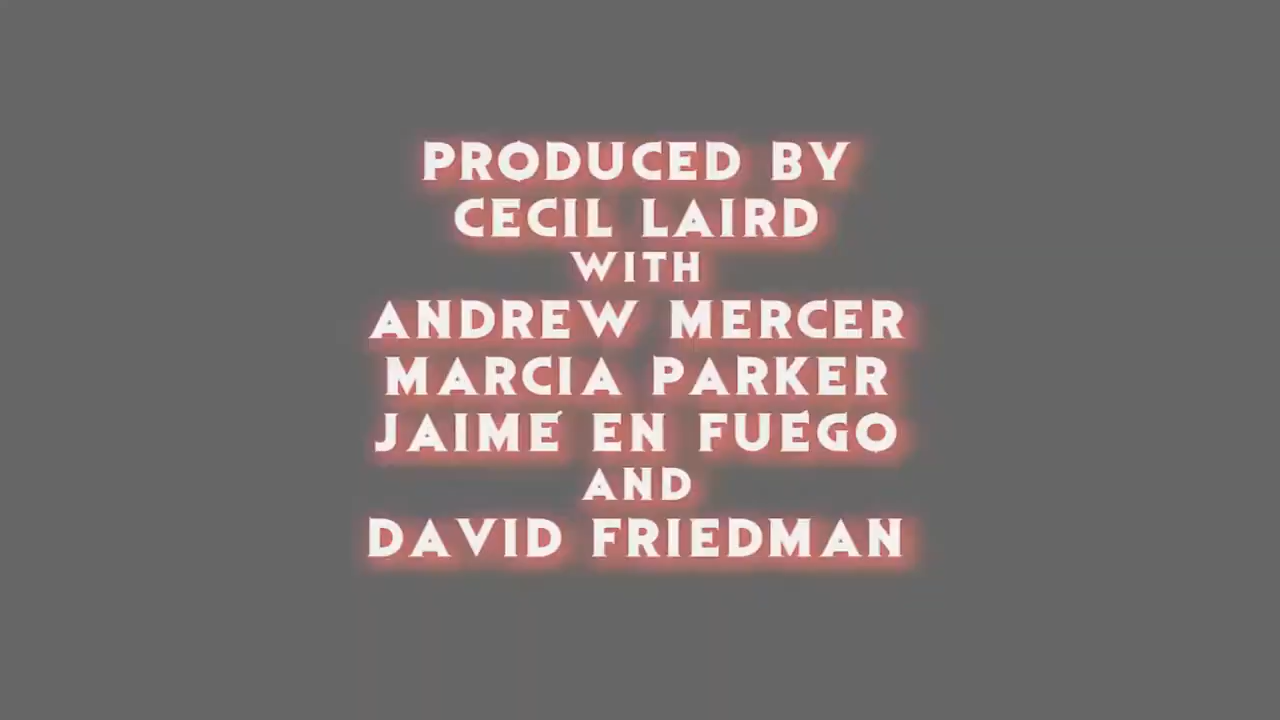 PRODUCED BY
CECIL LAIRD
WITH
ANDREW MERCER
MARCIA PARKER
JAIMÉ EN FUEGO
AND
DAVID FRIEDMAN